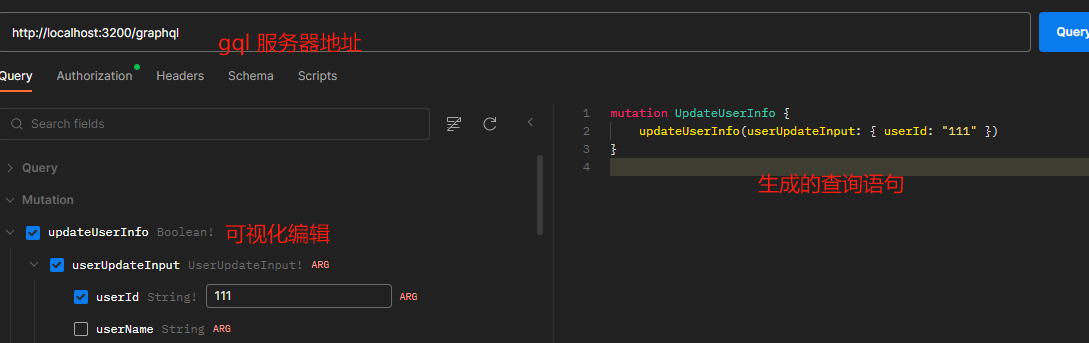 http://localhost:3200/graphql
gql 服务器地址
Query
Query
Authorization
Headers
Schema
Scripts
Search fields
Query
Mutation
updateUserInfo Boolean!
可视化编辑
userUpdateInput UserUpdateInput! ARG
userId String! 111 ARG
userName String ARG
1 mutation UpdateUserInfo {
2 updateUserInfo(userUpdateInput: { userId: "111" })
3 }
4
生成的查询语句